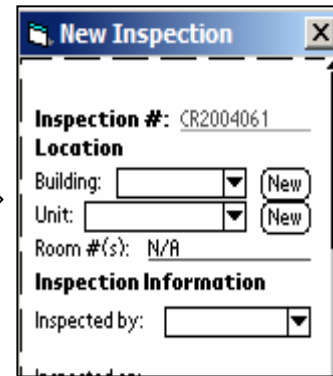 New Inspection
Inspection #: CR2004061
Location
Building: New
Unit: New
Room #(s): N/A
Inspection Information
Inspected by: